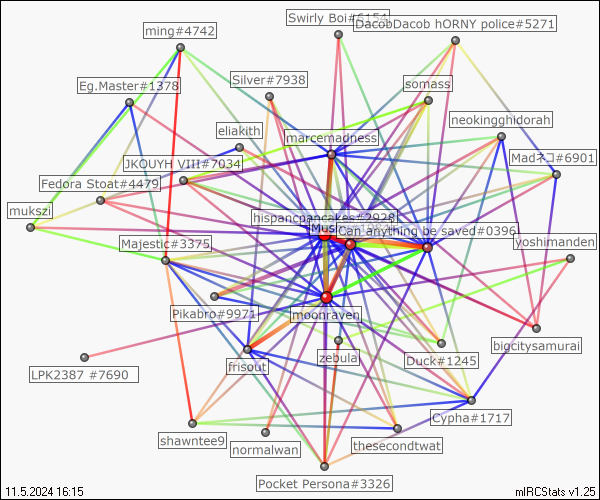 Swirly Boi#6154
DacobDacob hORNY police#5271
ming#4742
Silver#7938
Eg.Master#1378
somass
neokingghidorah
eliakith
marcemadness
Madネコ#6901
JKOUYH VIII#7034
Fedora Stoat#4479
mukszi
hispancpancakes#2928
Can anything be saved#0396
Majestic#3375
yoshimanden
Pikabro#9971
moonraven
bigcitysamurai
zebula
Duck#1245
frisout
LPK2387 #7690
Cypha#1717
shawntee9
normalwan
thesecondtwat
Pocket Persona#3326
11.5.2024 16:15
mIRCStats v1.25